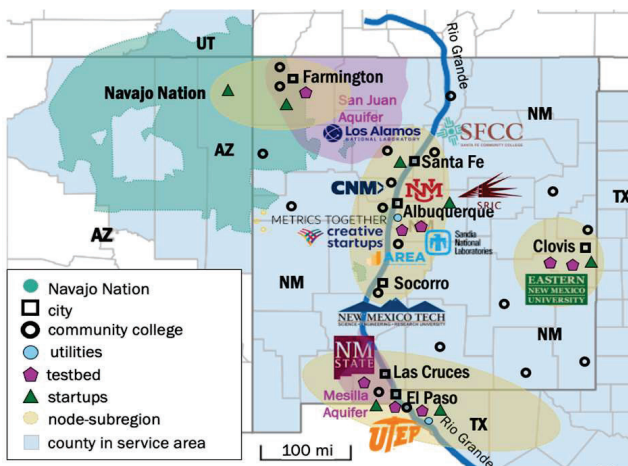 UT
Rio Grande
Farmington
Navajo Nation
San Juan
Aquifer
NM
AZ
Los Alamos
NATIONAL LABORATORY
SFCC
SANTA FE COMMUNITY COLLEGE
Santa Fe
CNM
NM
TX
SRIC
Albuquerque
METRICS TOGETHER
creative
startups
Sandia
National
Laboratories
AREA
Clovis
AZ
EASTERN
NEW MEXICO
UNIVERSITY
NM
Socorro
NEW MEXICO TECH
SCIENCE • ENGINEERING • RESEARCH UNIVERSITY
NM
Navajo Nation
city
community college
utilities
testbed
startups
node-subregion
county in service area
NM
STATE
Las Cruces
Mesilla
Aquifer
El Paso
TX
UTEP
Rio Grande
100 mi